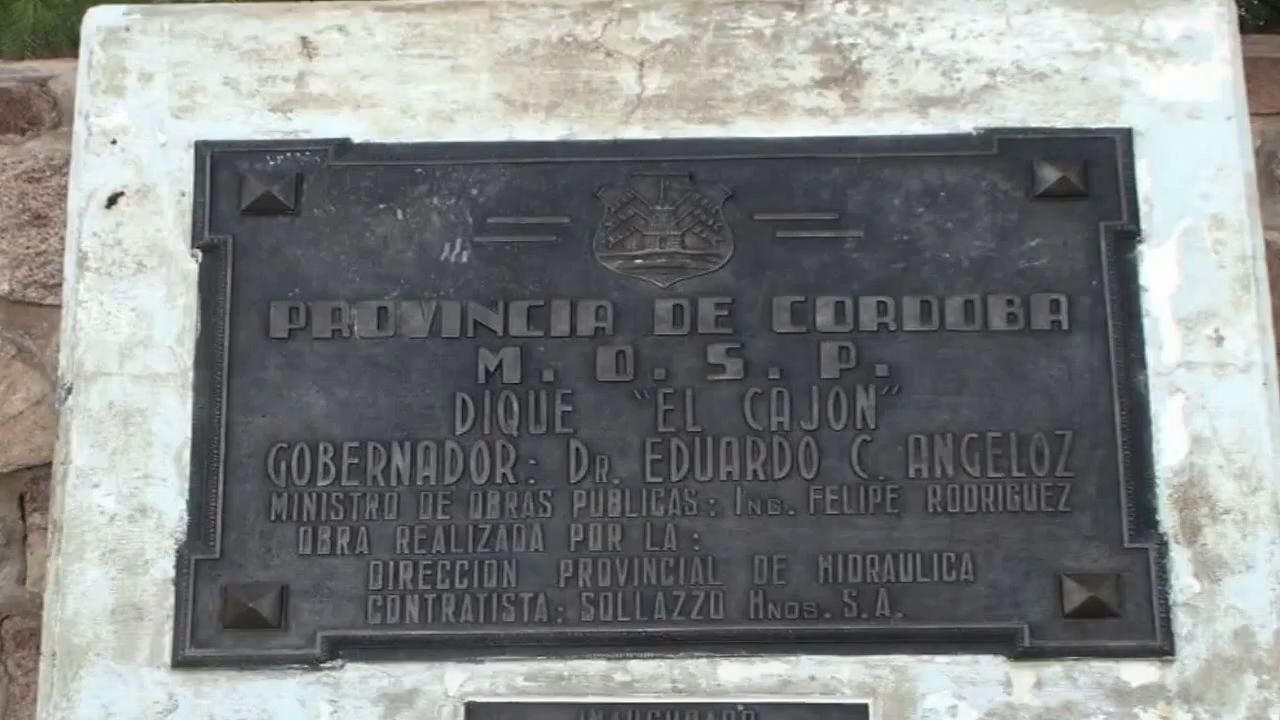 PROVINCIA DE CORDOBA
M. O. S. P.
DIQUE "EL CAJON"
GOBERNADOR: DR. EDUARDO C. ANGELOZ
MINISTRO DE OBRAS PUBLICAS: ING. FELIPE RODRIGUEZ
OBRA REALIZADA POR LA:
DIRECCION PROVINCIAL DE HIDRAULICA
CONTRATISTA: SOLLAZZO HNOS. S.A.
INAUGURADO